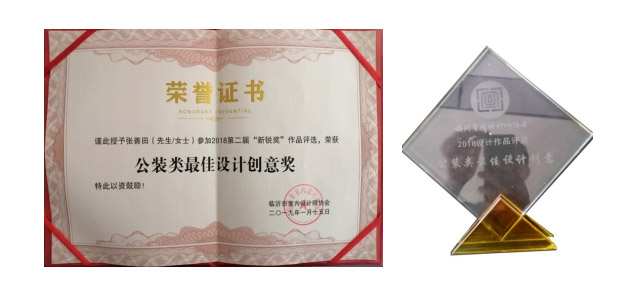 荣誉证书
HONORARY CREDENTIAL
谨此授予张善田（先生/女士）参加2018第二届“新锐奖”作品评选，荣获
公装类最佳设计创意奖
特此以资鼓励！
临沂市室内设计师协会
二〇一九年一月十五日
2018设计作品评选
公装类最佳设计创意